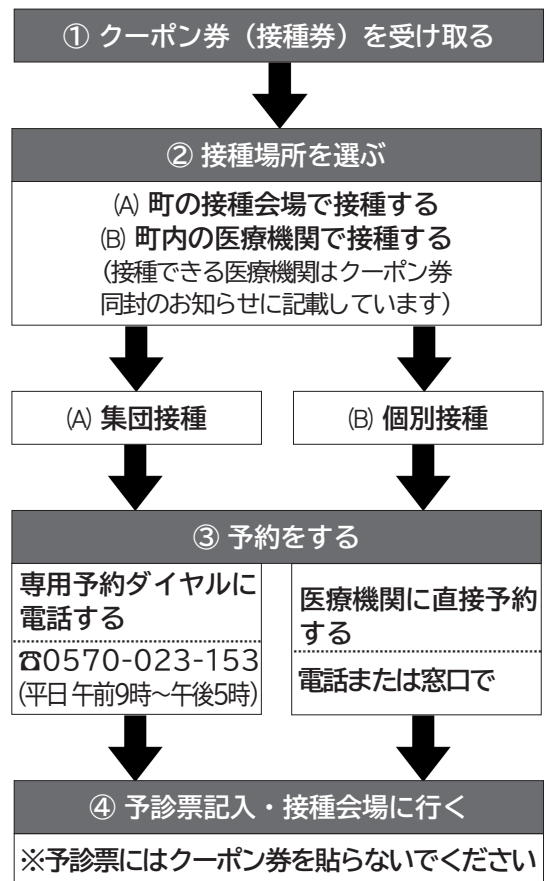 ① クーポン券（接種券）を受け取る
② 接種場所を選ぶ
(A) 町の接種会場で接種する
(B) 町内の医療機関で接種する
（接種できる医療機関はクーポン券
同封のお知らせに記載しています）
(A) 集団接種
(B) 個別接種
③ 予約をする
専用予約ダイヤルに
電話する
☎0570-023-153
(平日 午前9時～午後5時)
医療機関に直接予約
する
電話または窓口で
④ 予診票記入・接種会場に行く
※予診票にはクーポン券を貼らないでください